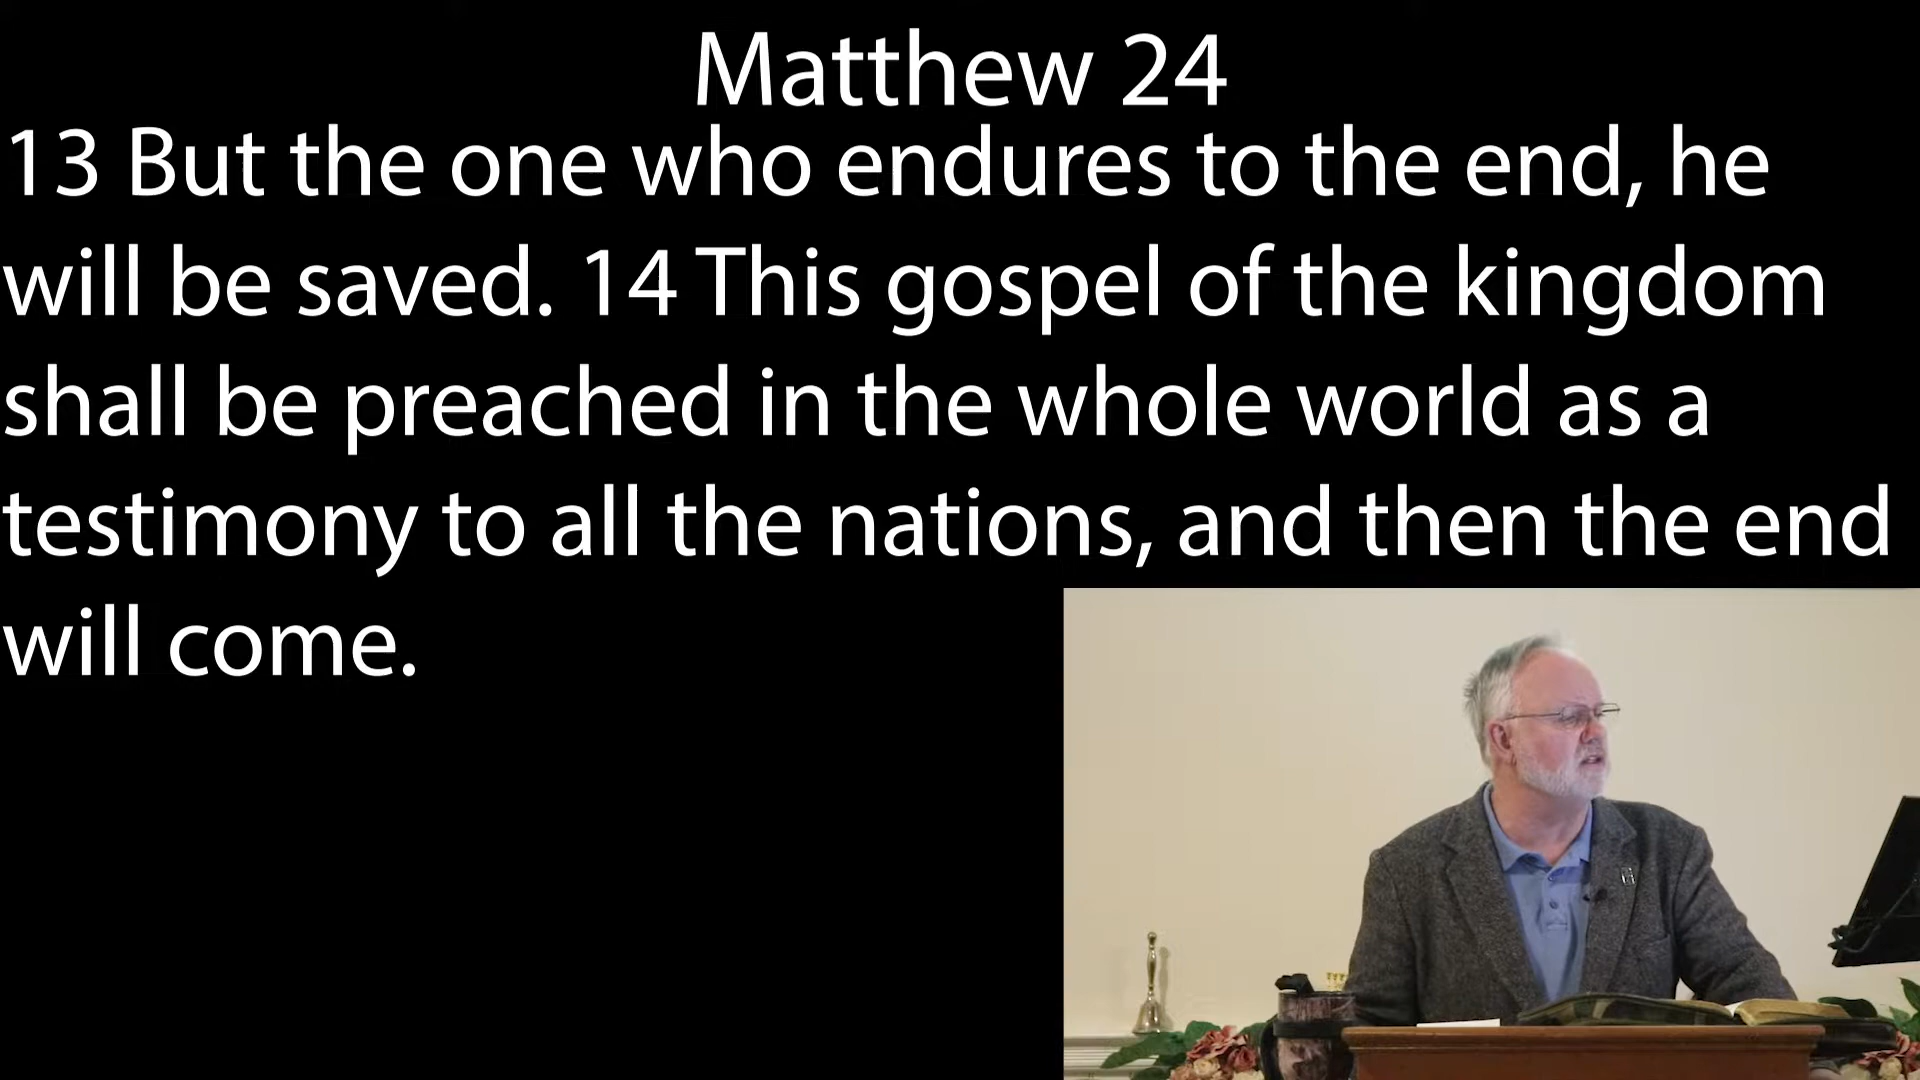 Matthew 24
13 But the one who endures to the end, he
will be saved. 14 This gospel of the kingdom
shall be preached in the whole world as a
testimony to all the nations, and then the end
will come.